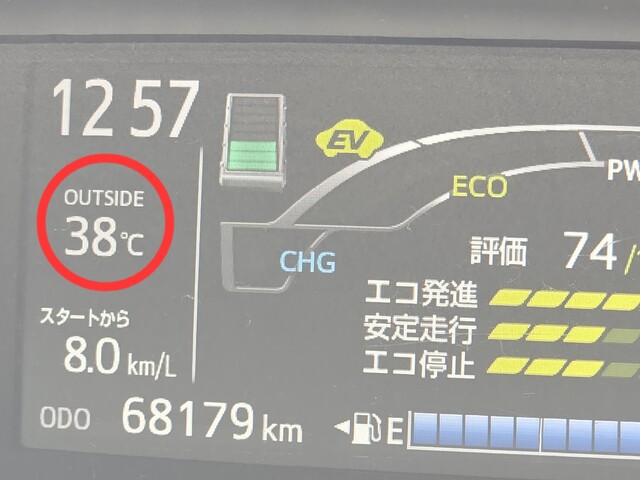 12 57
OUTSIDE
38℃
スタートから
8.0 km/L
ODO 68179 km
EV
ECO
CHG
評価 74
エコ発進
安定走行
エコ停止
E